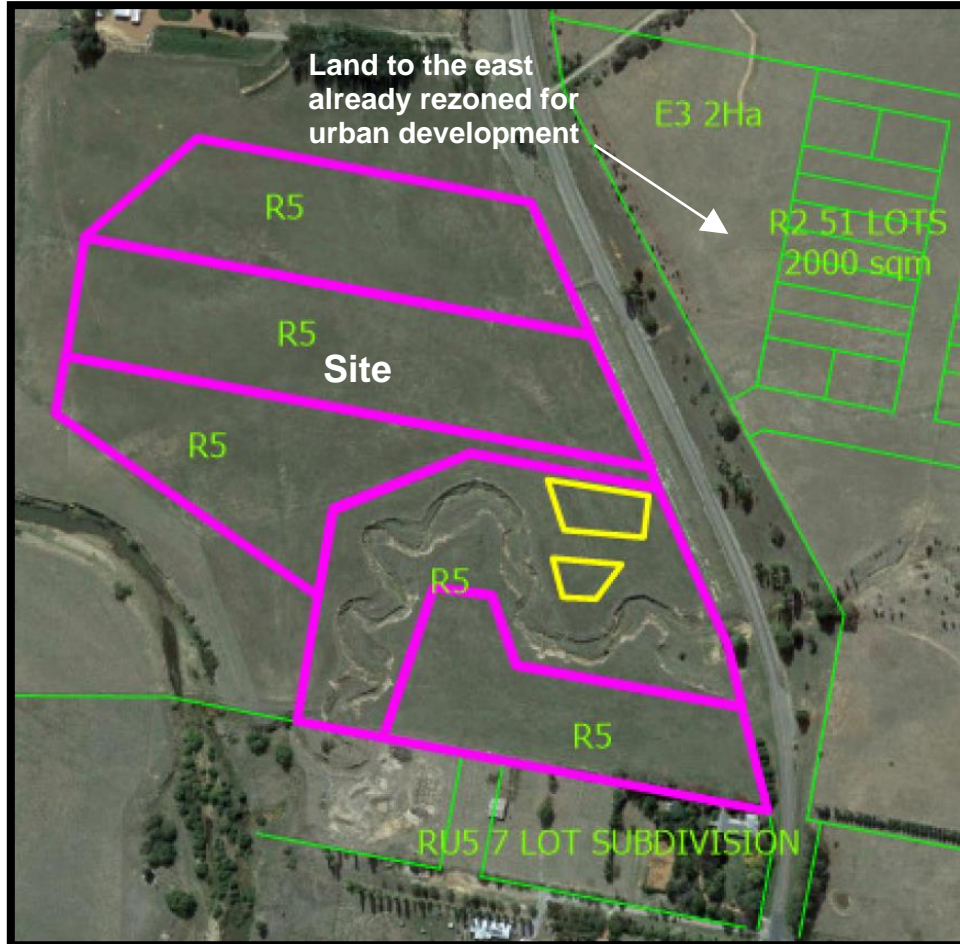 Land to the east
already rezoned for
urban development
E3 2Ha
R5
R2 51 LOTS
2000 sqm
R5
Site
R5
R5
R5
RU5 7 LOT SUBDIVISION